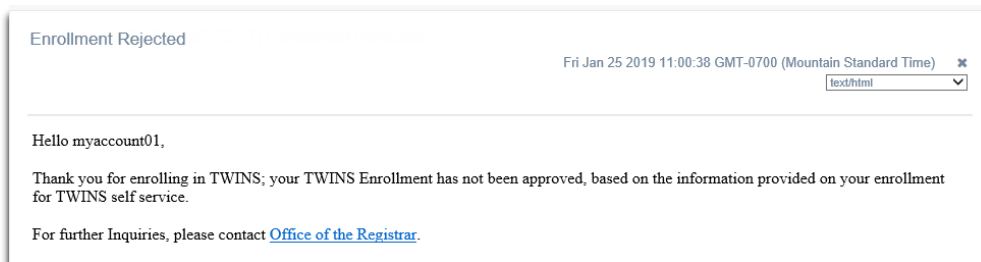 Enrollment Rejected
Fri Jan 25 2019 11:00:38 GMT-0700 (Mountain Standard Time) ✖
text/html
Hello myaccount01,
Thank you for enrolling in TWINS; your TWINS Enrollment has not been approved, based on the information provided on your enrollment
for TWINS self service.
For further Inquiries, please contact Office of the Registrar.